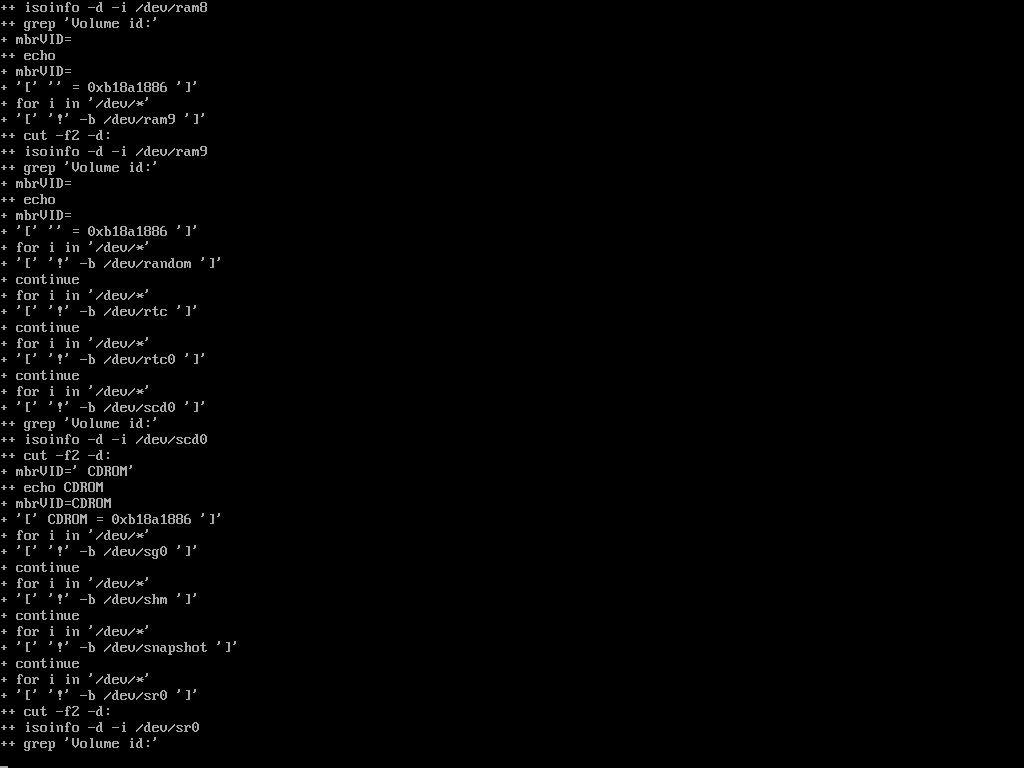 ++ isoinfo -d -i /dev/ram8
++ grep 'Volume id:'
+ mbrVID=
++ echo
+ mbrVID=
+ '[' '' = 0xb18a1886 ']'
+ for i in '/dev/*'
+ '[' '!' -b /dev/ram9 ']'
++ cut -f2 -d:
++ isoinfo -d -i /dev/ram9
++ grep 'Volume id:'
+ mbrVID=
++ echo
+ mbrVID=
+ '[' '' = 0xb18a1886 ']'
+ for i in '/dev/*'
+ '[' '!' -b /dev/random ']'
+ continue
+ for i in '/dev/*'
+ '[' '!' -b /dev/rtc ']'
+ continue
+ for i in '/dev/*'
+ '[' '!' -b /dev/rtc0 ']'
+ continue
+ for i in '/dev/*'
+ '[' '!' -b /dev/scd0 ']'
++ grep 'Volume id:'
++ isoinfo -d -i /dev/scd0
++ cut -f2 -d:
+ mbrVID=' CDROM'
++ echo CDROM
+ mbrVID=CDROM
+ '[' CDROM = 0xb18a1886 ']'
+ for i in '/dev/*'
+ '[' '!' -b /dev/sg0 ']'
+ continue
+ for i in '/dev/*'
+ '[' '!' -b /dev/shm ']'
+ continue
+ for i in '/dev/*'
+ '[' '!' -b /dev/snapshot ']'
+ continue
+ for i in '/dev/*'
+ '[' '!' -b /dev/sr0 ']'
++ cut -f2 -d:
++ isoinfo -d -i /dev/sr0
++ grep 'Volume id:'